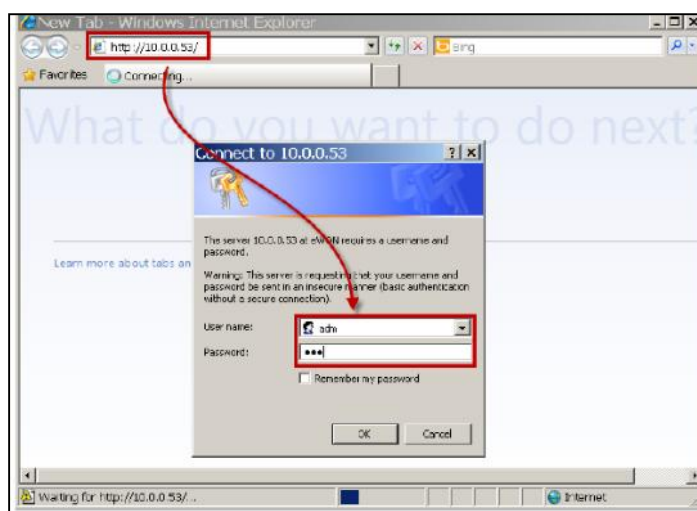 New Tab - Windows Internet Explorer
http://10.0.0.53/
Bing
Favorites
Connecting...
What do you want to do next?
Connect to 10.0.0.53
The server 10.0.0.53 at eWON requires a username and
password.
Learn more about tabs an
Warning: This server is requesting that your username and
password be sent in an insecure manner (basic authentication
without a secure connection).
User name:
adm
Password:
•••
Remember my password
OK
Cancel
Waiting for http://10.0.0.53/...
Internet